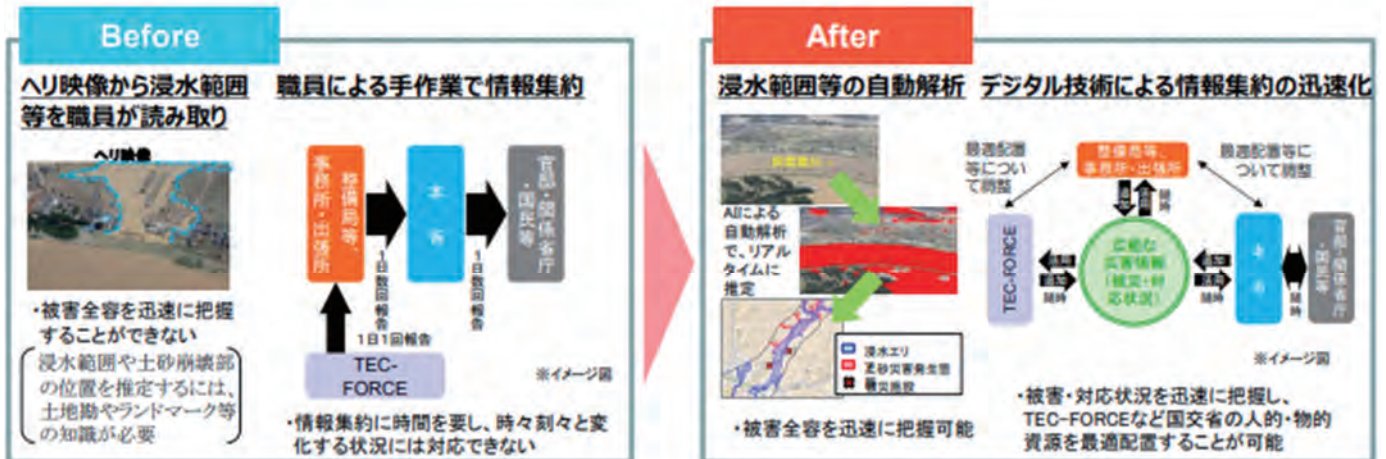 Before
ヘリ映像から浸水範囲
等を職員が読み取り
ヘリ映像
・被害全容を迅速に把握
することができない
浸水範囲や土砂崩壊部
の位置を推定するには、
土地勘やランドマーク等
の知識が必要
職員による手作業で情報集約
整備局等、
事務所・出張所
本省
官邸・関係省庁
・国民等
1日数回報告
1日数回報告
1日1回報告
TEC-
FORCE
※イメージ図
・情報集約に時間を要し、時々刻々と変
化する状況には対応できない
After
浸水範囲等の自動解析
AIによる
自動解析
で、リアル
タイムに
推定
浸水エリ
土砂災害発生
被災施設
・被害全容を迅速に把握可能
デジタル技術による情報集約の迅速化
最適配置
等につい
て調整
整備局等、
事務所・出張所
最適配置等に
ついて調整
随時
TEC-FORCE
随時
広範な
災害情報
(被災・対
応状況)
随時
本省
随時
官邸・関係省庁
・国民等
※イメージ図
・被害・対応状況を迅速に把握し、
TEC-FORCEなど国交省の人的・物的
資源を最適配置することが可能